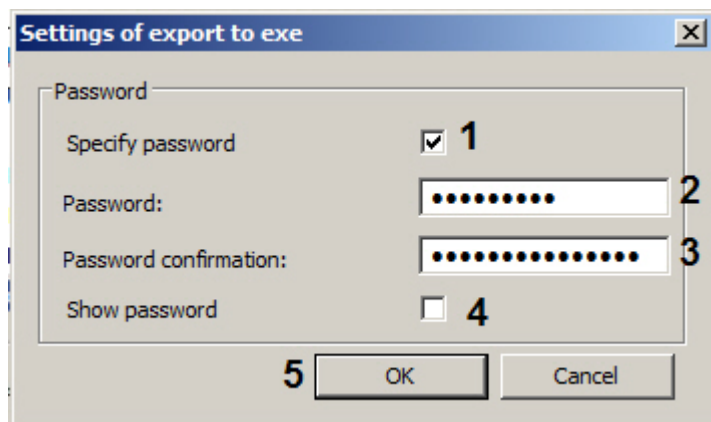 Settings of export to exe
Password
Specify password 1
Password: ••••••••• 2
Password confirmation: ••••••••••••••• 3
Show password 4
5 OK Cancel